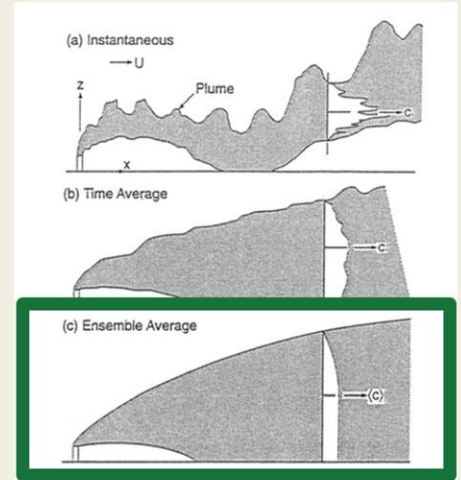 (a) Instantaneous
U
z
Plume
c
x
(b) Time Average
c
(c) Ensemble Average
(c)